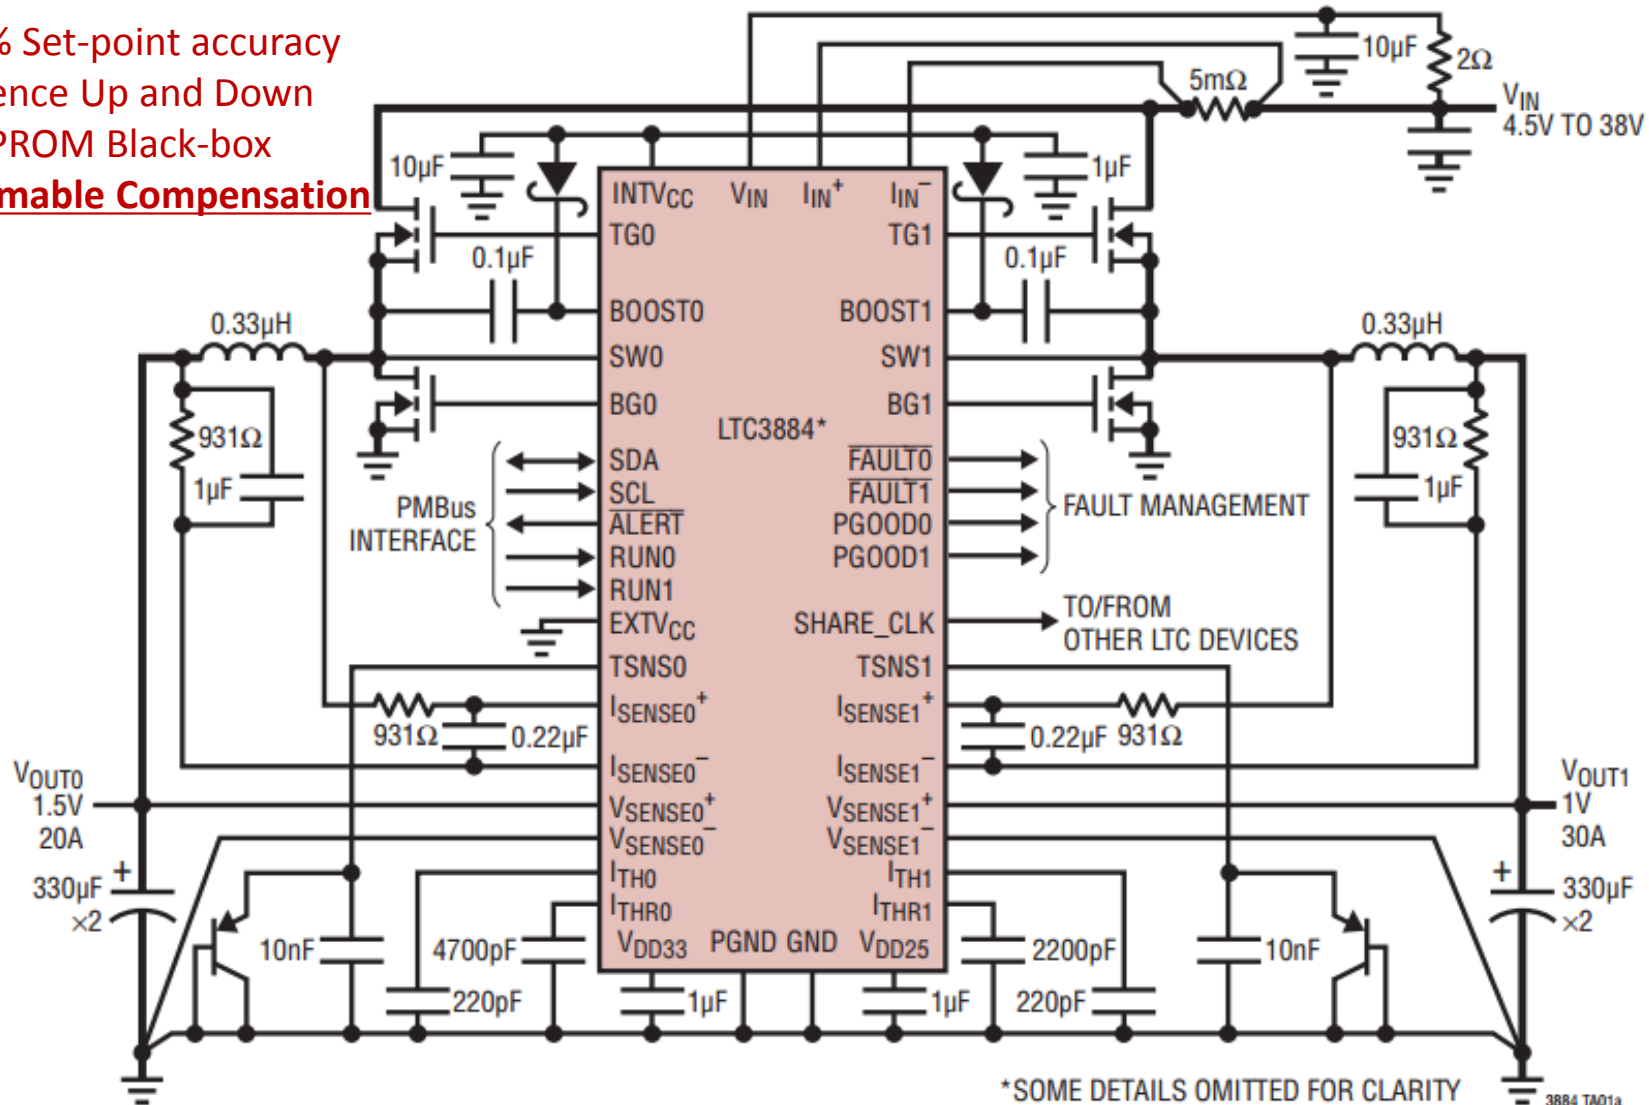 % Set-point accuracy
ence Up and Down
PROM Black-box
mable Compensation
10µF
2Ω
5mΩ
VIN
4.5V TO 38V
10µF
1µF
INTVCC VIN IIN+ IIN−
TG0 TG1
0.1µF 0.1µF
BOOST0 BOOST1
0.33µH 0.33µH
SW0 SW1
BG0 BG1
LTC3884*
931Ω 931Ω
1µF 1µF
SDA FAULT0
SCL FAULT1
ALERT PGOOD0
RUN0 PGOOD1
RUN1
PMBus
INTERFACE
FAULT MANAGEMENT
EXTVCC SHARE_CLK
TO/FROM
OTHER LTC DEVICES
TSNS0 TSNS1
ISENSE0+ ISENSE1+
931Ω 0.22µF 0.22µF 931Ω
ISENSE0− ISENSE1−
VOUT0
1.5V
20A
VSENSE0+ VSENSE1+
VSENSE0− VSENSE1−
VOUT1
1V
30A
ITH0 ITH1
+ +
330µF
×2
330µF
×2
ITHR0 ITHR1
VDD33 PGND GND VDD25
10nF 4700pF 2200pF 10nF
220pF 1µF 1µF 220pF
*SOME DETAILS OMITTED FOR CLARITY
3884 TA01a